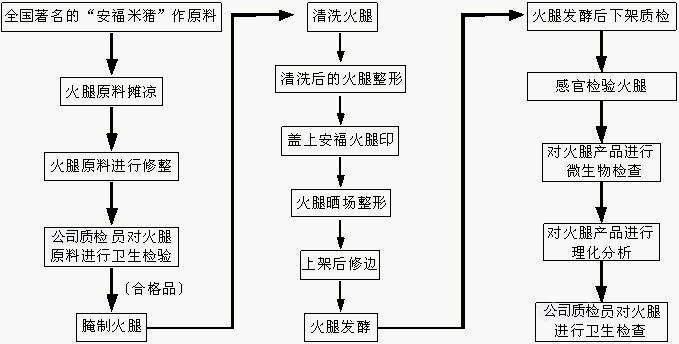 全国著名的“安福米猪”作原料
火腿原料摊凉
火腿原料进行修整
公司质检员对火腿
原料进行卫生检验
〔合格品〕
腌制火腿
清洗火腿
清洗后的火腿整形
盖上安福火腿印
火腿晒场整形
上架后修边
火腿发酵
火腿发酵后下架质检
感官检验火腿
对火腿产品进行
微生物检查
对火腿产品进行
理化分析
公司质检员对火腿
进行卫生检查